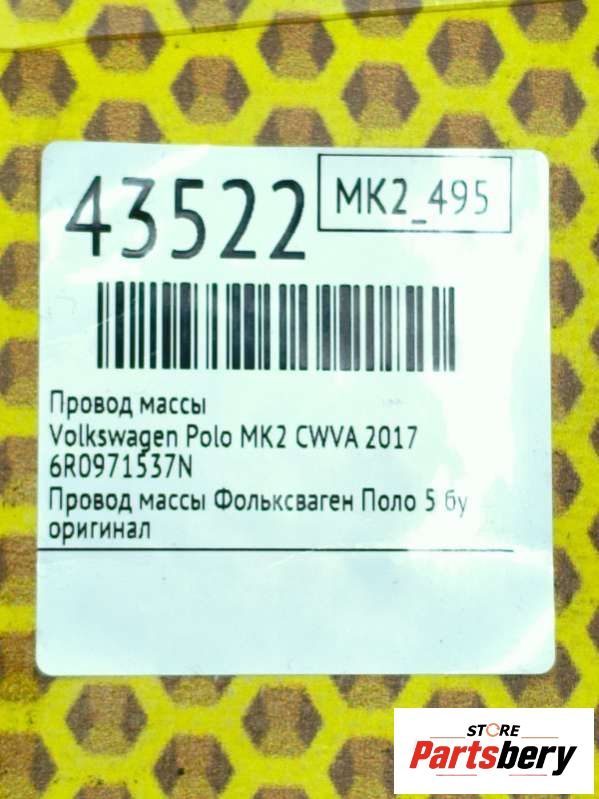 43522
MK2_495
Провод массы
Volkswagen Polo MK2 CWVA 2017
6R0971537N
Провод массы Фольксваген Поло 5 бу
оригинал
STORE
Partsbery